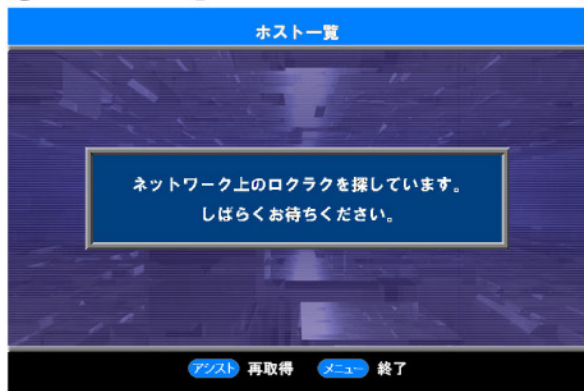 ホスト一覧
ネットワーク上のロクラクを探しています。
しばらくお待ちください。
アシスト 再取得 メニュー 終了